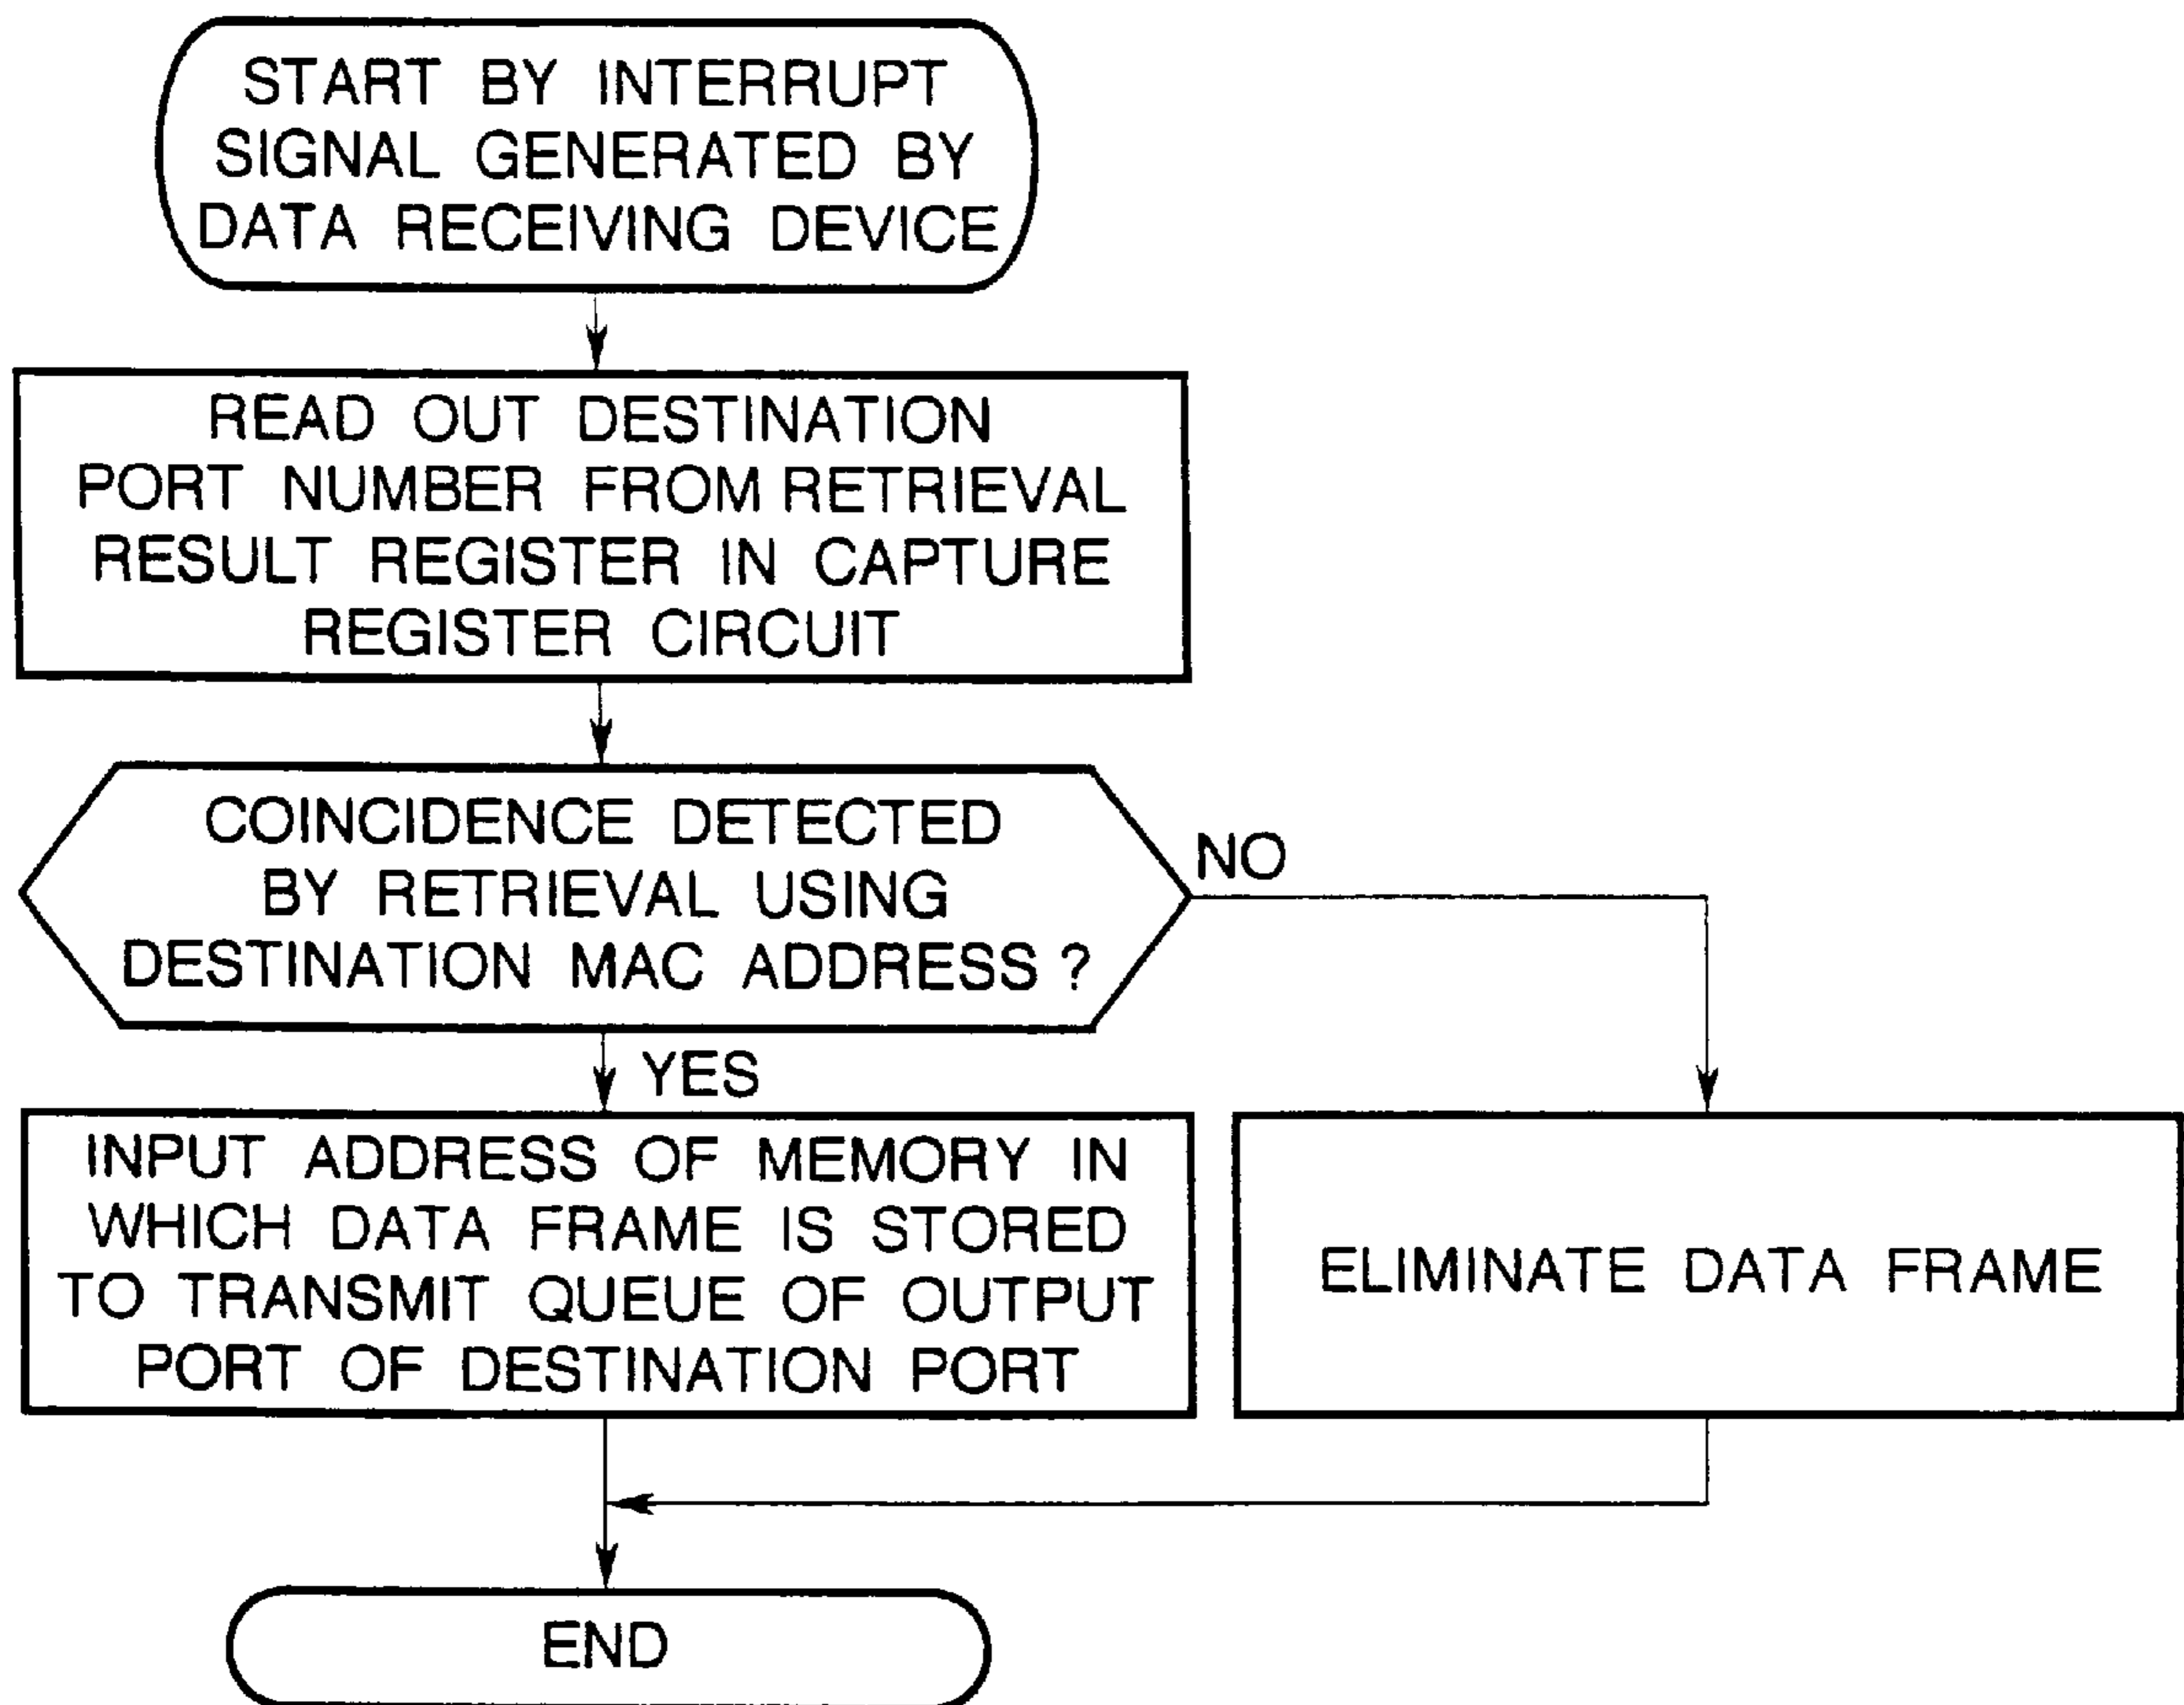 START BY INTERRUPT
SIGNAL GENERATED BY
DATA RECEIVING DEVICE
READ OUT DESTINATION
PORT NUMBER FROM RETRIEVAL
RESULT REGISTER IN CAPTURE
REGISTER CIRCUIT
COINCIDENCE DETECTED
BY RETRIEVAL USING
DESTINATION MAC ADDRESS ?
NO
YES
INPUT ADDRESS OF MEMORY IN
WHICH DATA FRAME IS STORED
TO TRANSMIT QUEUE OF OUTPUT
PORT OF DESTINATION PORT
ELIMINATE DATA FRAME
END